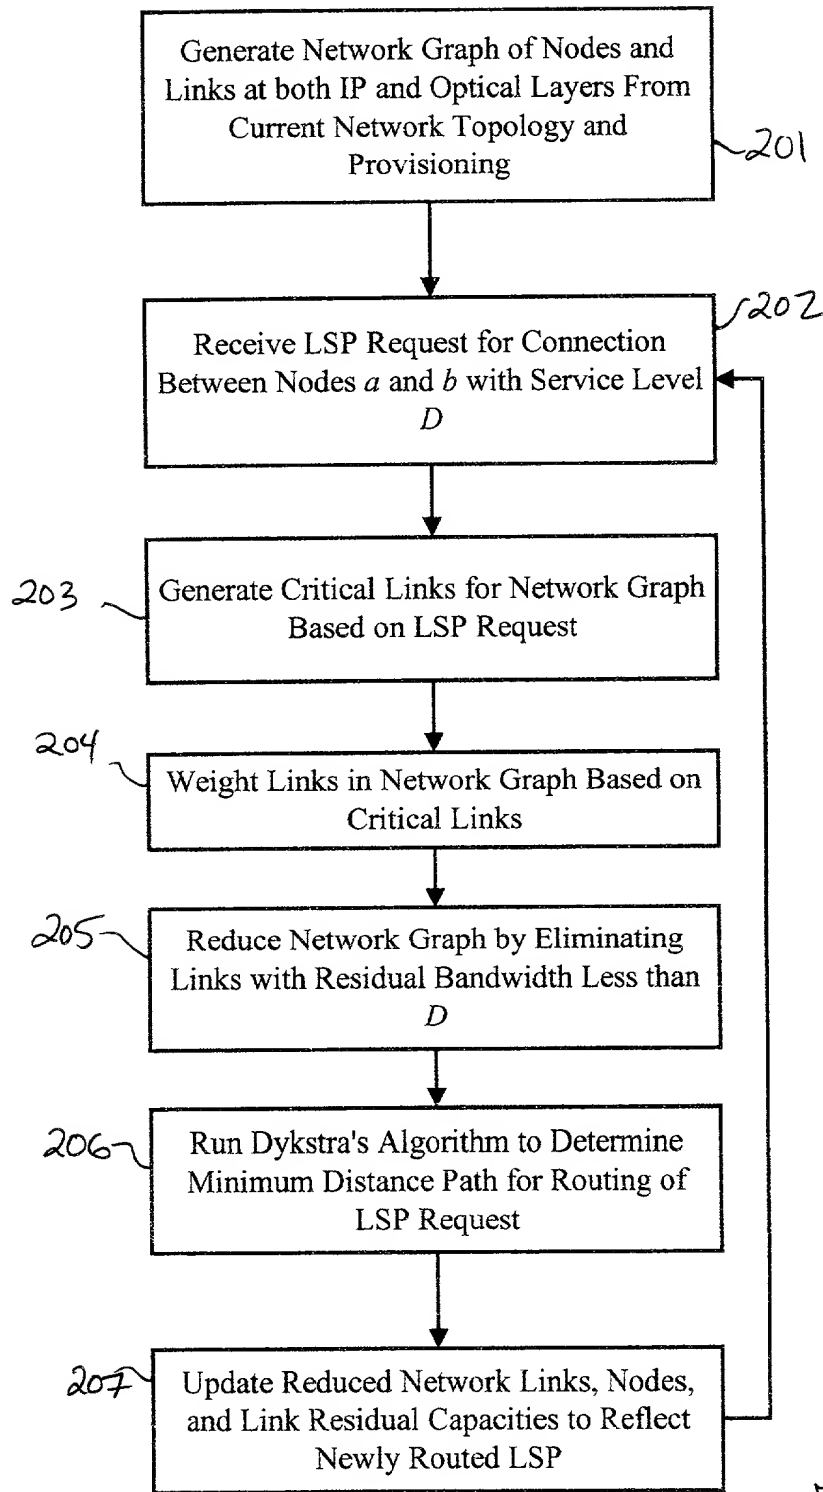 Generate Network Graph of Nodes and
Links at both IP and Optical Layers From
Current Network Topology and
Provisioning
201
202
Receive LSP Request for Connection
Between Nodes a and b with Service Level
D
203
Generate Critical Links for Network Graph
Based on LSP Request
204
Weight Links in Network Graph Based on
Critical Links
205
Reduce Network Graph by Eliminating
Links with Residual Bandwidth Less than
D
206
Run Dykstra's Algorithm to Determine
Minimum Distance Path for Routing of
LSP Request
207
Update Reduced Network Links, Nodes,
and Link Residual Capacities to Reflect
Newly Routed LSP